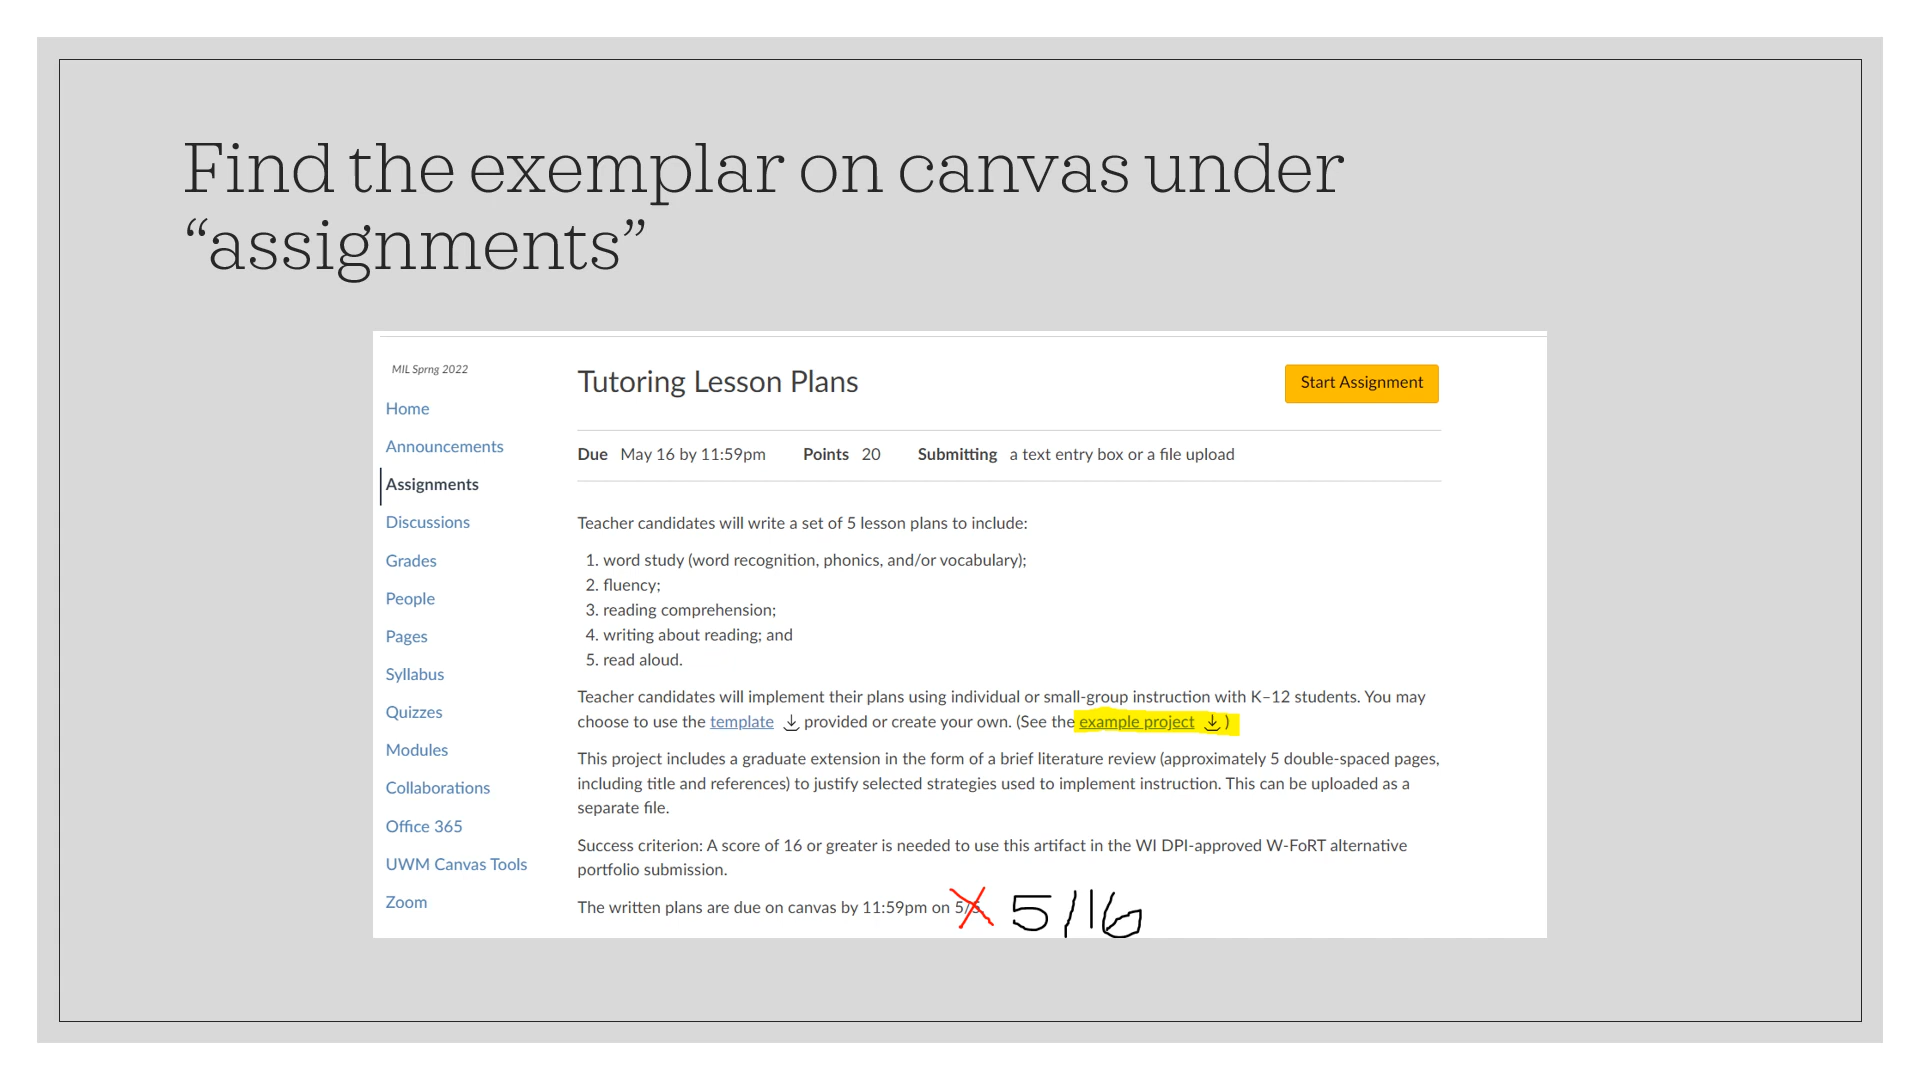 Find the exemplar on canvas under
“assignments”
MIL Sprng 2022
Home
Announcements
Assignments
Discussions
Grades
People
Pages
Syllabus
Quizzes
Modules
Collaborations
Office 365
UWM Canvas Tools
Zoom
Tutoring Lesson Plans
Start Assignment
Due May 16 by 11:59pm Points 20 Submitting a text entry box or a file upload
Teacher candidates will write a set of 5 lesson plans to include:
1. word study (word recognition, phonics, and/or vocabulary);
2. fluency;
3. reading comprehension;
4. writing about reading; and
5. read aloud.
Teacher candidates will implement their plans using individual or small-group instruction with K–12 students. You may
choose to use the template provided or create your own. (See the example project )
This project includes a graduate extension in the form of a brief literature review (approximately 5 double-spaced pages,
including title and references) to justify selected strategies used to implement instruction. This can be uploaded as a
separate file.
Success criterion: A score of 16 or greater is needed to use this artifact in the WI DPI-approved W-FoRT alternative
portfolio submission.
The written plans are due on canvas by 11:59pm on 5/ 5/16